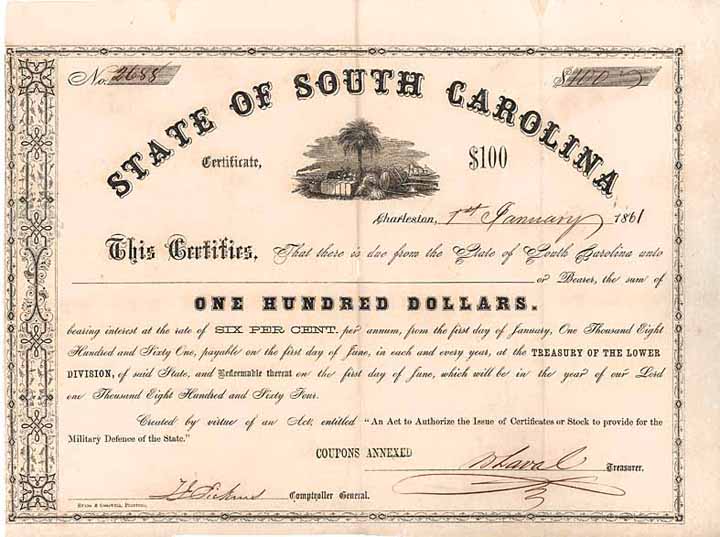 No. 2688 $100
STATE OF SOUTH CAROLINA
Certificate, $100
Charleston, 1st January 1861
This Certifies, That there is due from the State of South Carolina unto
or Bearer, the sum of
ONE HUNDRED DOLLARS.
bearing interest at the rate of SIX PER CENT. per annum, from the first day of January, One Thousand Eight
Hundred and Sixty One, payable on the first day of June, in each and every year, at the TREASURY OF THE LOWER
DIVISION, of said State, and Redeemable thereat on the first day of June, which will be in the year of our Lord
one Thousand Eight Hundred and Sixty Four.
Created by virtue of an Act, entitled "An Act to Authorize the Issue of Certificates or Stock to provide for the
Military Defence of the State."
COUPONS ANNEXED
W Laval Treasurer.
Comptroller General.
EVANS & COGSWELL, PRINTERS.